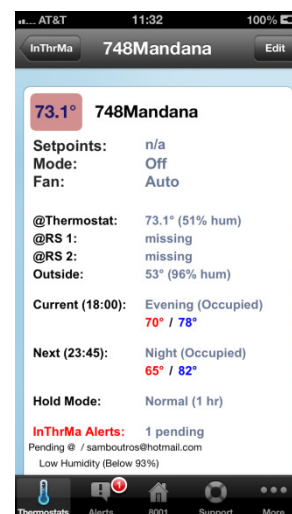 AT&T 11:32 100%
InThrMa 748Mandana Edit
73.1° 748Mandana
Setpoints: n/a
Mode: Off
Fan: Auto
@Thermostat: 73.1° (51% hum)
@RS 1: missing
@RS 2: missing
Outside: 53° (96% hum)
Current (18:00): Evening (Occupied)
70° / 78°
Next (23:45): Night (Occupied)
65° / 82°
Hold Mode: Normal (1 hr)
InThrMa Alerts: 1 pending
Pending @ / samboutros@hotmail.com
Low Humidity (Below 93%)
1
Thermostats Alerts 8001 Support More